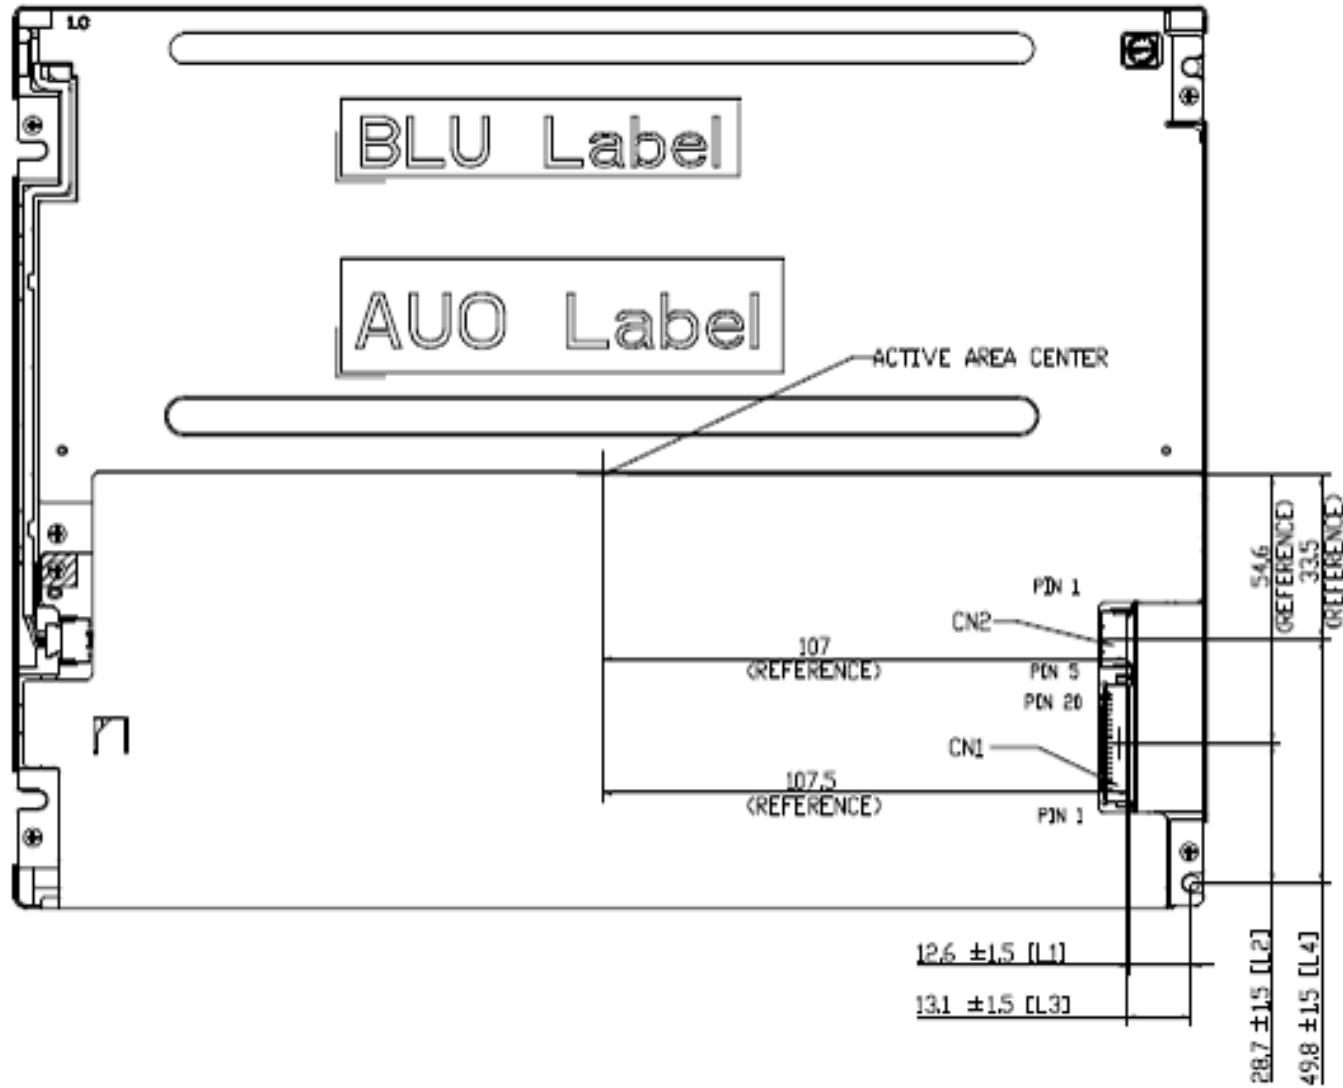 1.0
BLU Label
AUO Label
ACTIVE AREA CENTER
54,6
(REFERENCE)
33,5
(REFERENCE)
PIN 1
CN2
107
(REFERENCE)
PIN 5
PIN 20
CN1
107,5
(REFERENCE)
PIN 1
12,6 ±1,5 [L1]
13,1 ±1,5 [L3]
28,7 ±1,5 [L2]
49,8 ±1,5 [L4]